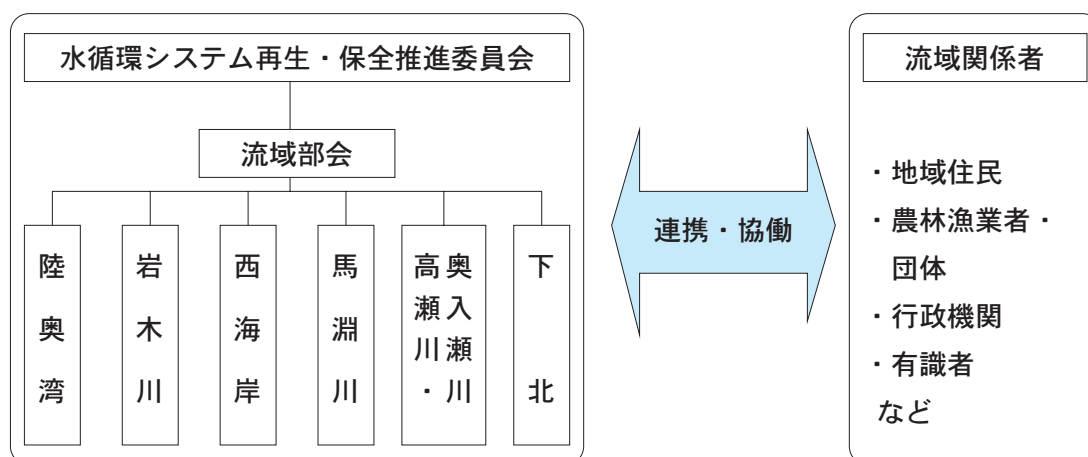 水循環システム再生・保全推進委員会
流域部会
陸奥湾
岩木川
西海岸
馬淵川
高瀬川・
奥入瀬川
下北
連携・協働
流域関係者
・地域住民
・農林漁業者・
団体
・行政機関
・有識者
など